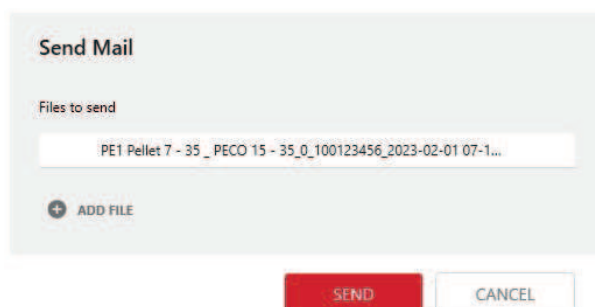 Send Mail
Files to send
PE1 Pellet 7 - 35 _ PECO 15 - 35_0_100123456_2023-02-01 07-1...
ADD FILE
SEND CANCEL